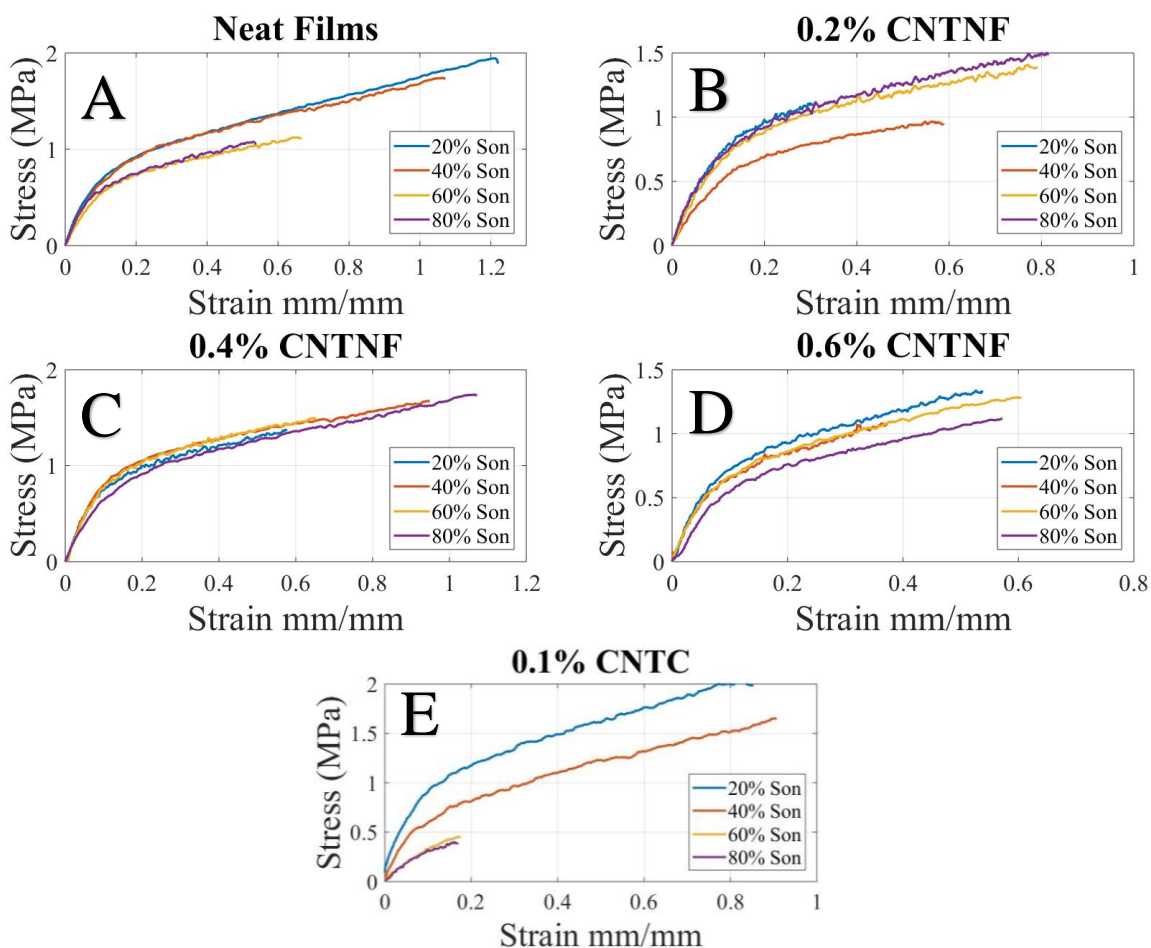 Neat Films
A
Stress (MPa)
2
1
0
0 0.2 0.4 0.6 0.8 1 1.2
Strain mm/mm
20% Son
40% Son
60% Son
80% Son
0.2% CNTNF
B
Stress (MPa)
1.5
1
0.5
0
0 0.2 0.4 0.6 0.8 1
Strain mm/mm
20% Son
40% Son
60% Son
80% Son
0.4% CNTNF
C
Stress (MPa)
2
1
0
0 0.2 0.4 0.6 0.8 1 1.2
Strain mm/mm
20% Son
40% Son
60% Son
80% Son
0.6% CNTNF
D
Stress (MPa)
1.5
1
0.5
0
0 0.2 0.4 0.6 0.8
Strain mm/mm
20% Son
40% Son
60% Son
80% Son
0.1% CNTC
E
Stress (MPa)
2
1.5
1
0.5
0
0 0.2 0.4 0.6 0.8 1
Strain mm/mm
20% Son
40% Son
60% Son
80% Son